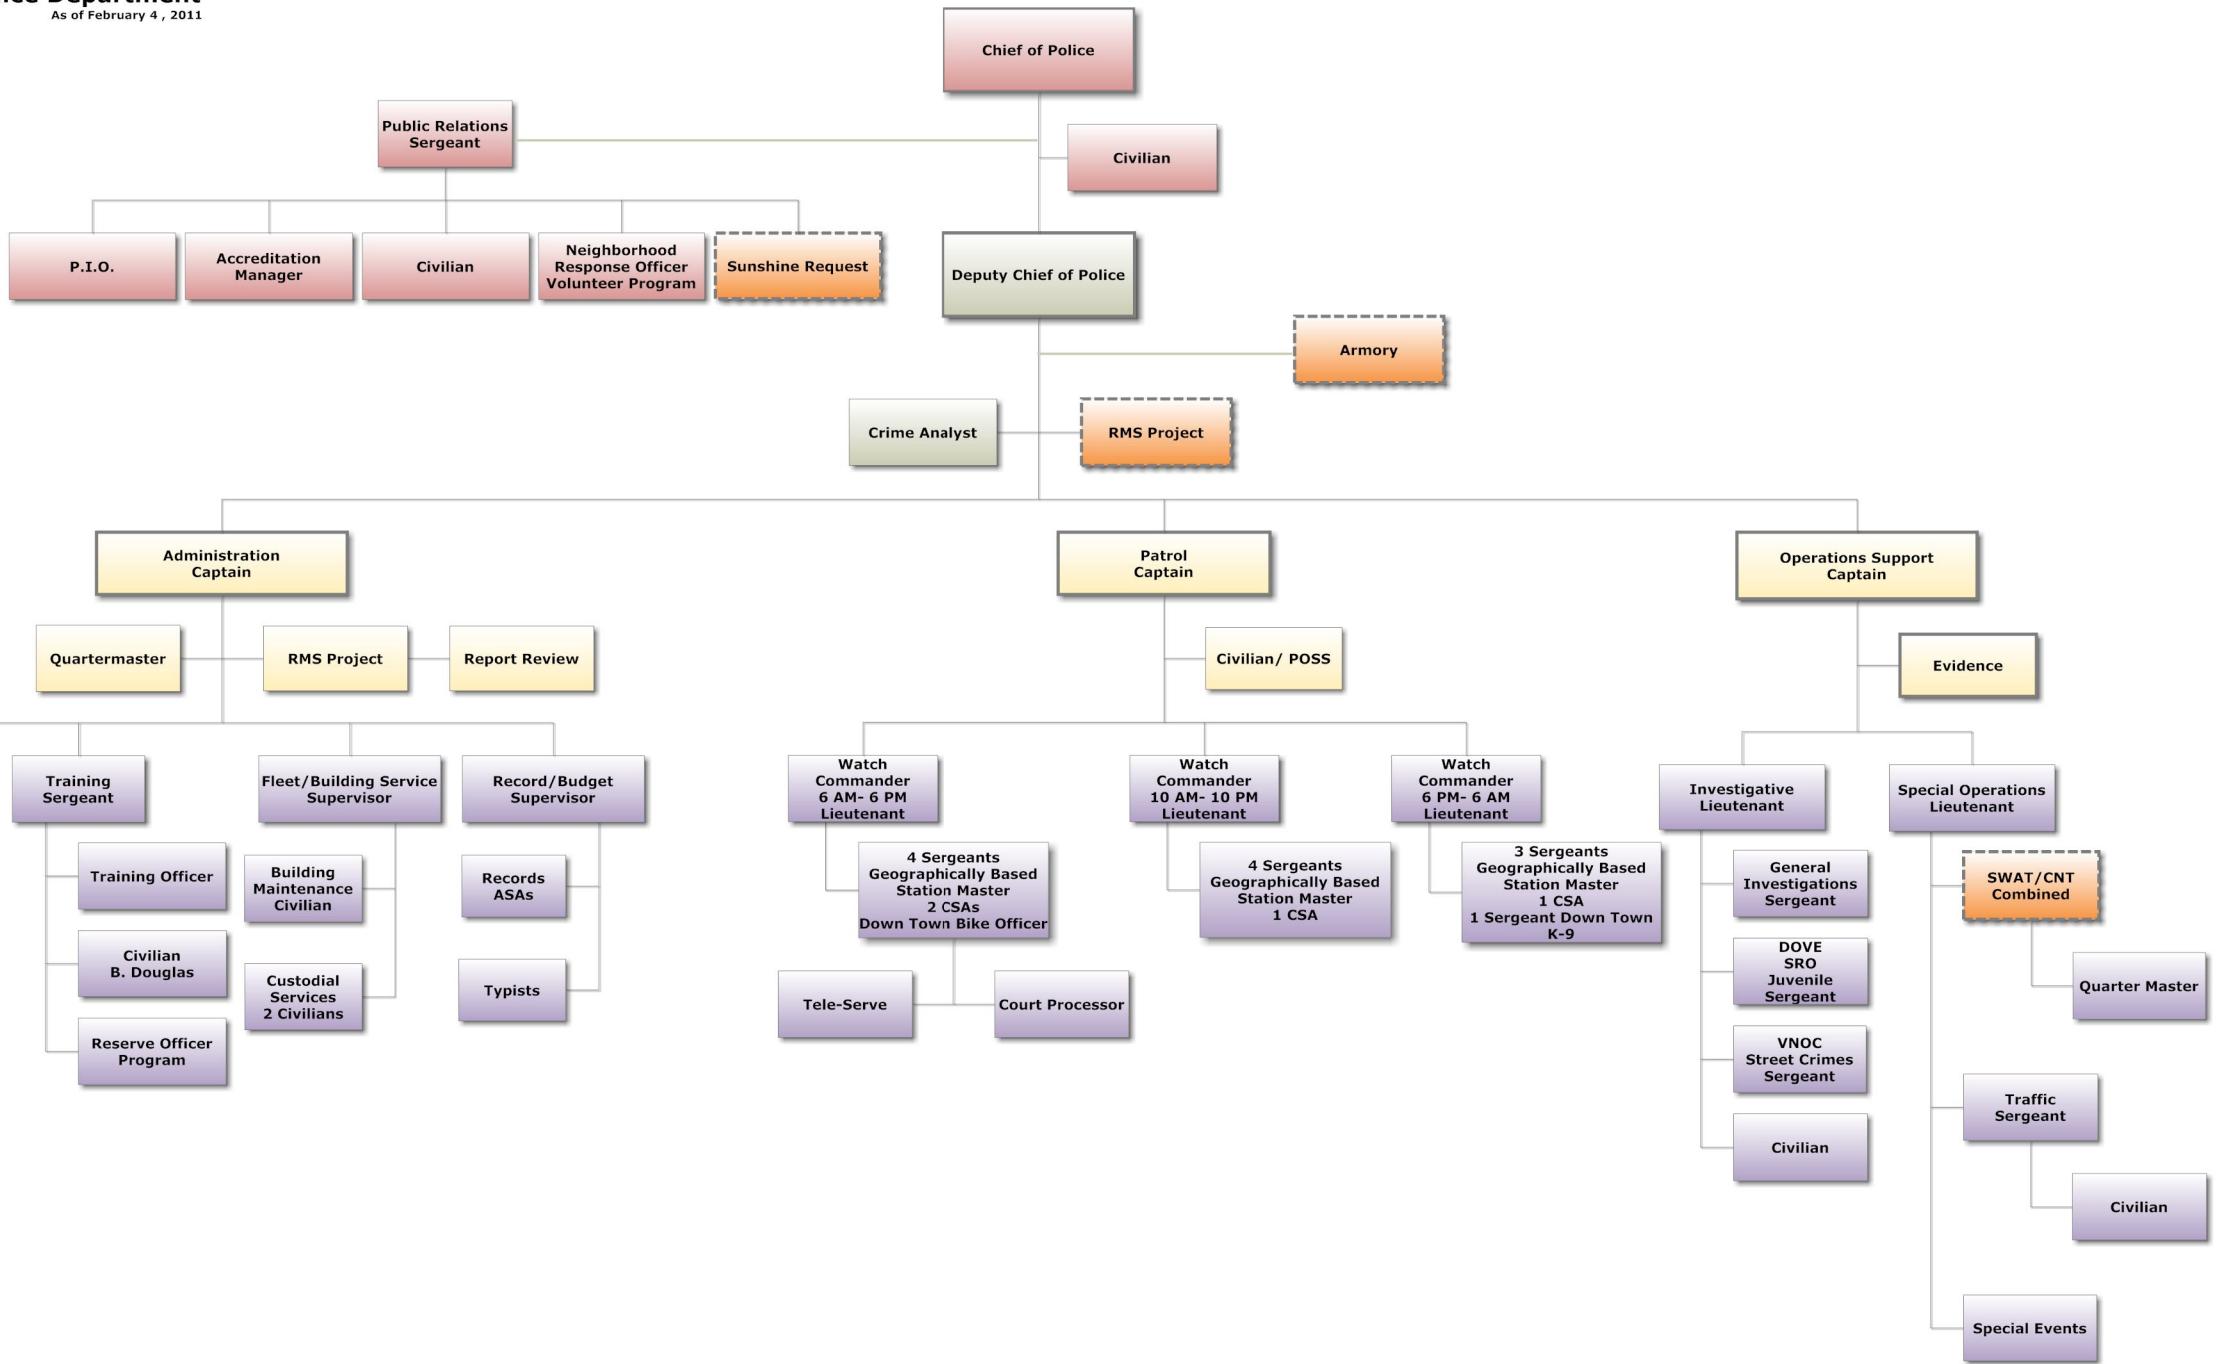 Department
As of February 4 , 2011
Chief of Police
Public Relations
Sergeant
Civilian
P.I.O.
Accreditation
Manager
Civilian
Neighborhood
Response Officer
Volunteer Program
Sunshine Request
Deputy Chief of Police
Armory
Crime Analyst
RMS Project
Administration
Captain
Patrol
Captain
Operations Support
Captain
Quartermaster
RMS Project
Report Review
Civilian/ POSS
Evidence
Training
Sergeant
Fleet/Building Service
Supervisor
Record/Budget
Supervisor
Watch
Commander
6 AM- 6 PM
Lieutenant
Watch
Commander
10 AM- 10 PM
Lieutenant
Watch
Commander
6 PM- 6 AM
Lieutenant
Investigative
Lieutenant
Special Operations
Lieutenant
Training Officer
Civilian
B. Douglas
Reserve Officer
Program
Building
Maintenance
Civilian
Custodial
Services
2 Civilians
Records
ASAs
Typists
4 Sergeants
Geographically Based
Station Master
2 CSAs
Down Town Bike Officer
Tele-Serve
Court Processor
4 Sergeants
Geographically Based
Station Master
1 CSA
3 Sergeants
Geographically Based
Station Master
1 CSA
1 Sergeant Down Town
K-9
General
Investigations
Sergeant
DOVE
SRO
Juvenile
Sergeant
VNOC
Street Crimes
Sergeant
Civilian
SWAT/CNT
Combined
Quarter Master
Traffic
Sergeant
Civilian
Special Events